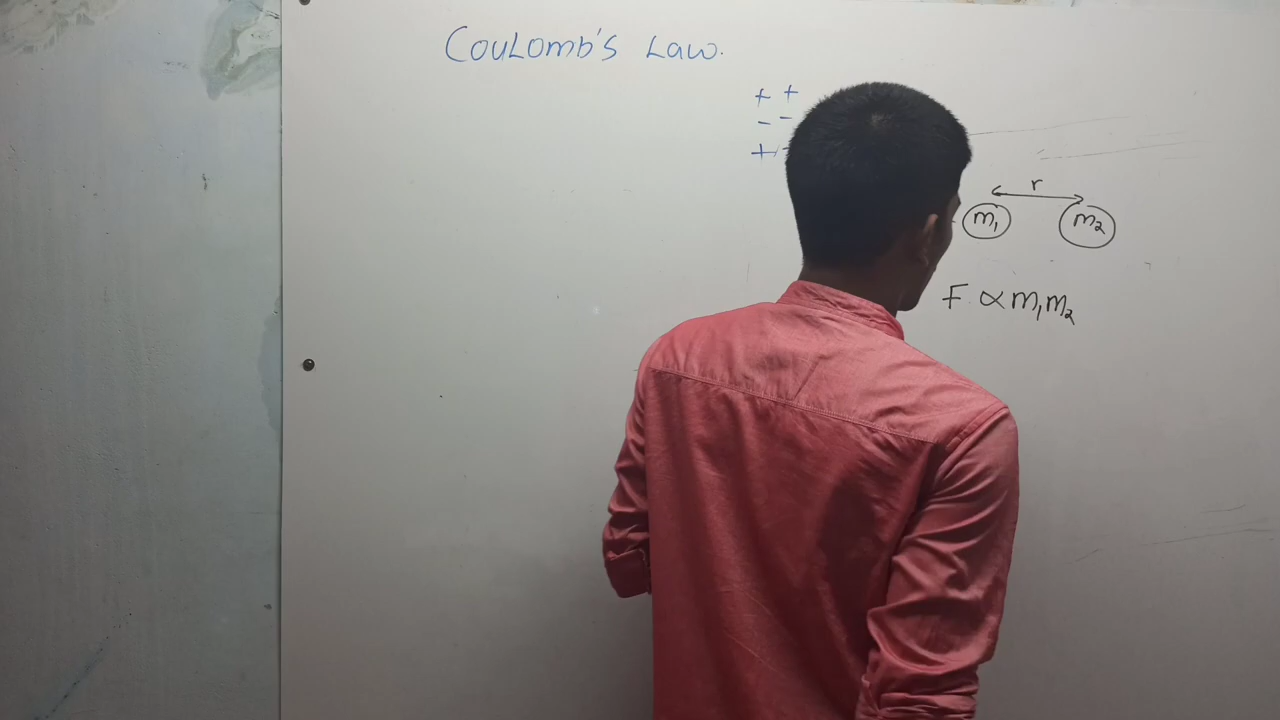 Coulomb's Law.
+ +
- -
+ -
r
m₁ m₂
F ∝ m₁m₂